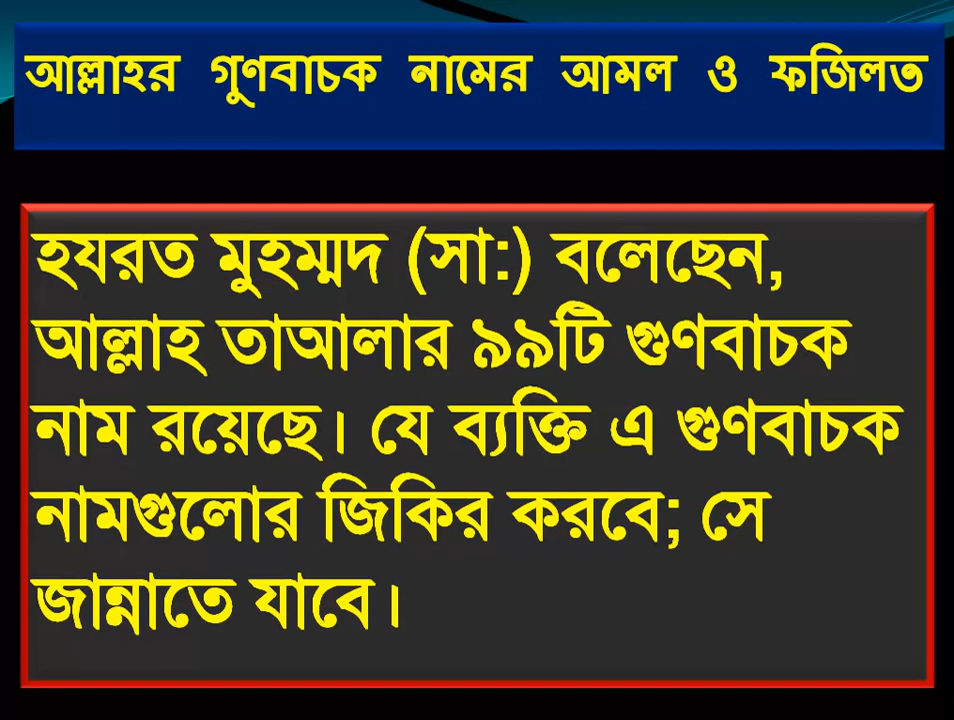 আল্লাহর গুণবাচক নামের আমল ও ফজিলত
হযরত মুহম্মদ (সা:) বলেছেন,
আল্লাহ তাআলার ৯৯টি গুণবাচক
নাম রয়েছে। যে ব্যক্তি এ গুণবাচক
নামগুলোর জিকির করবে; সে
জান্নাতে যাবে।